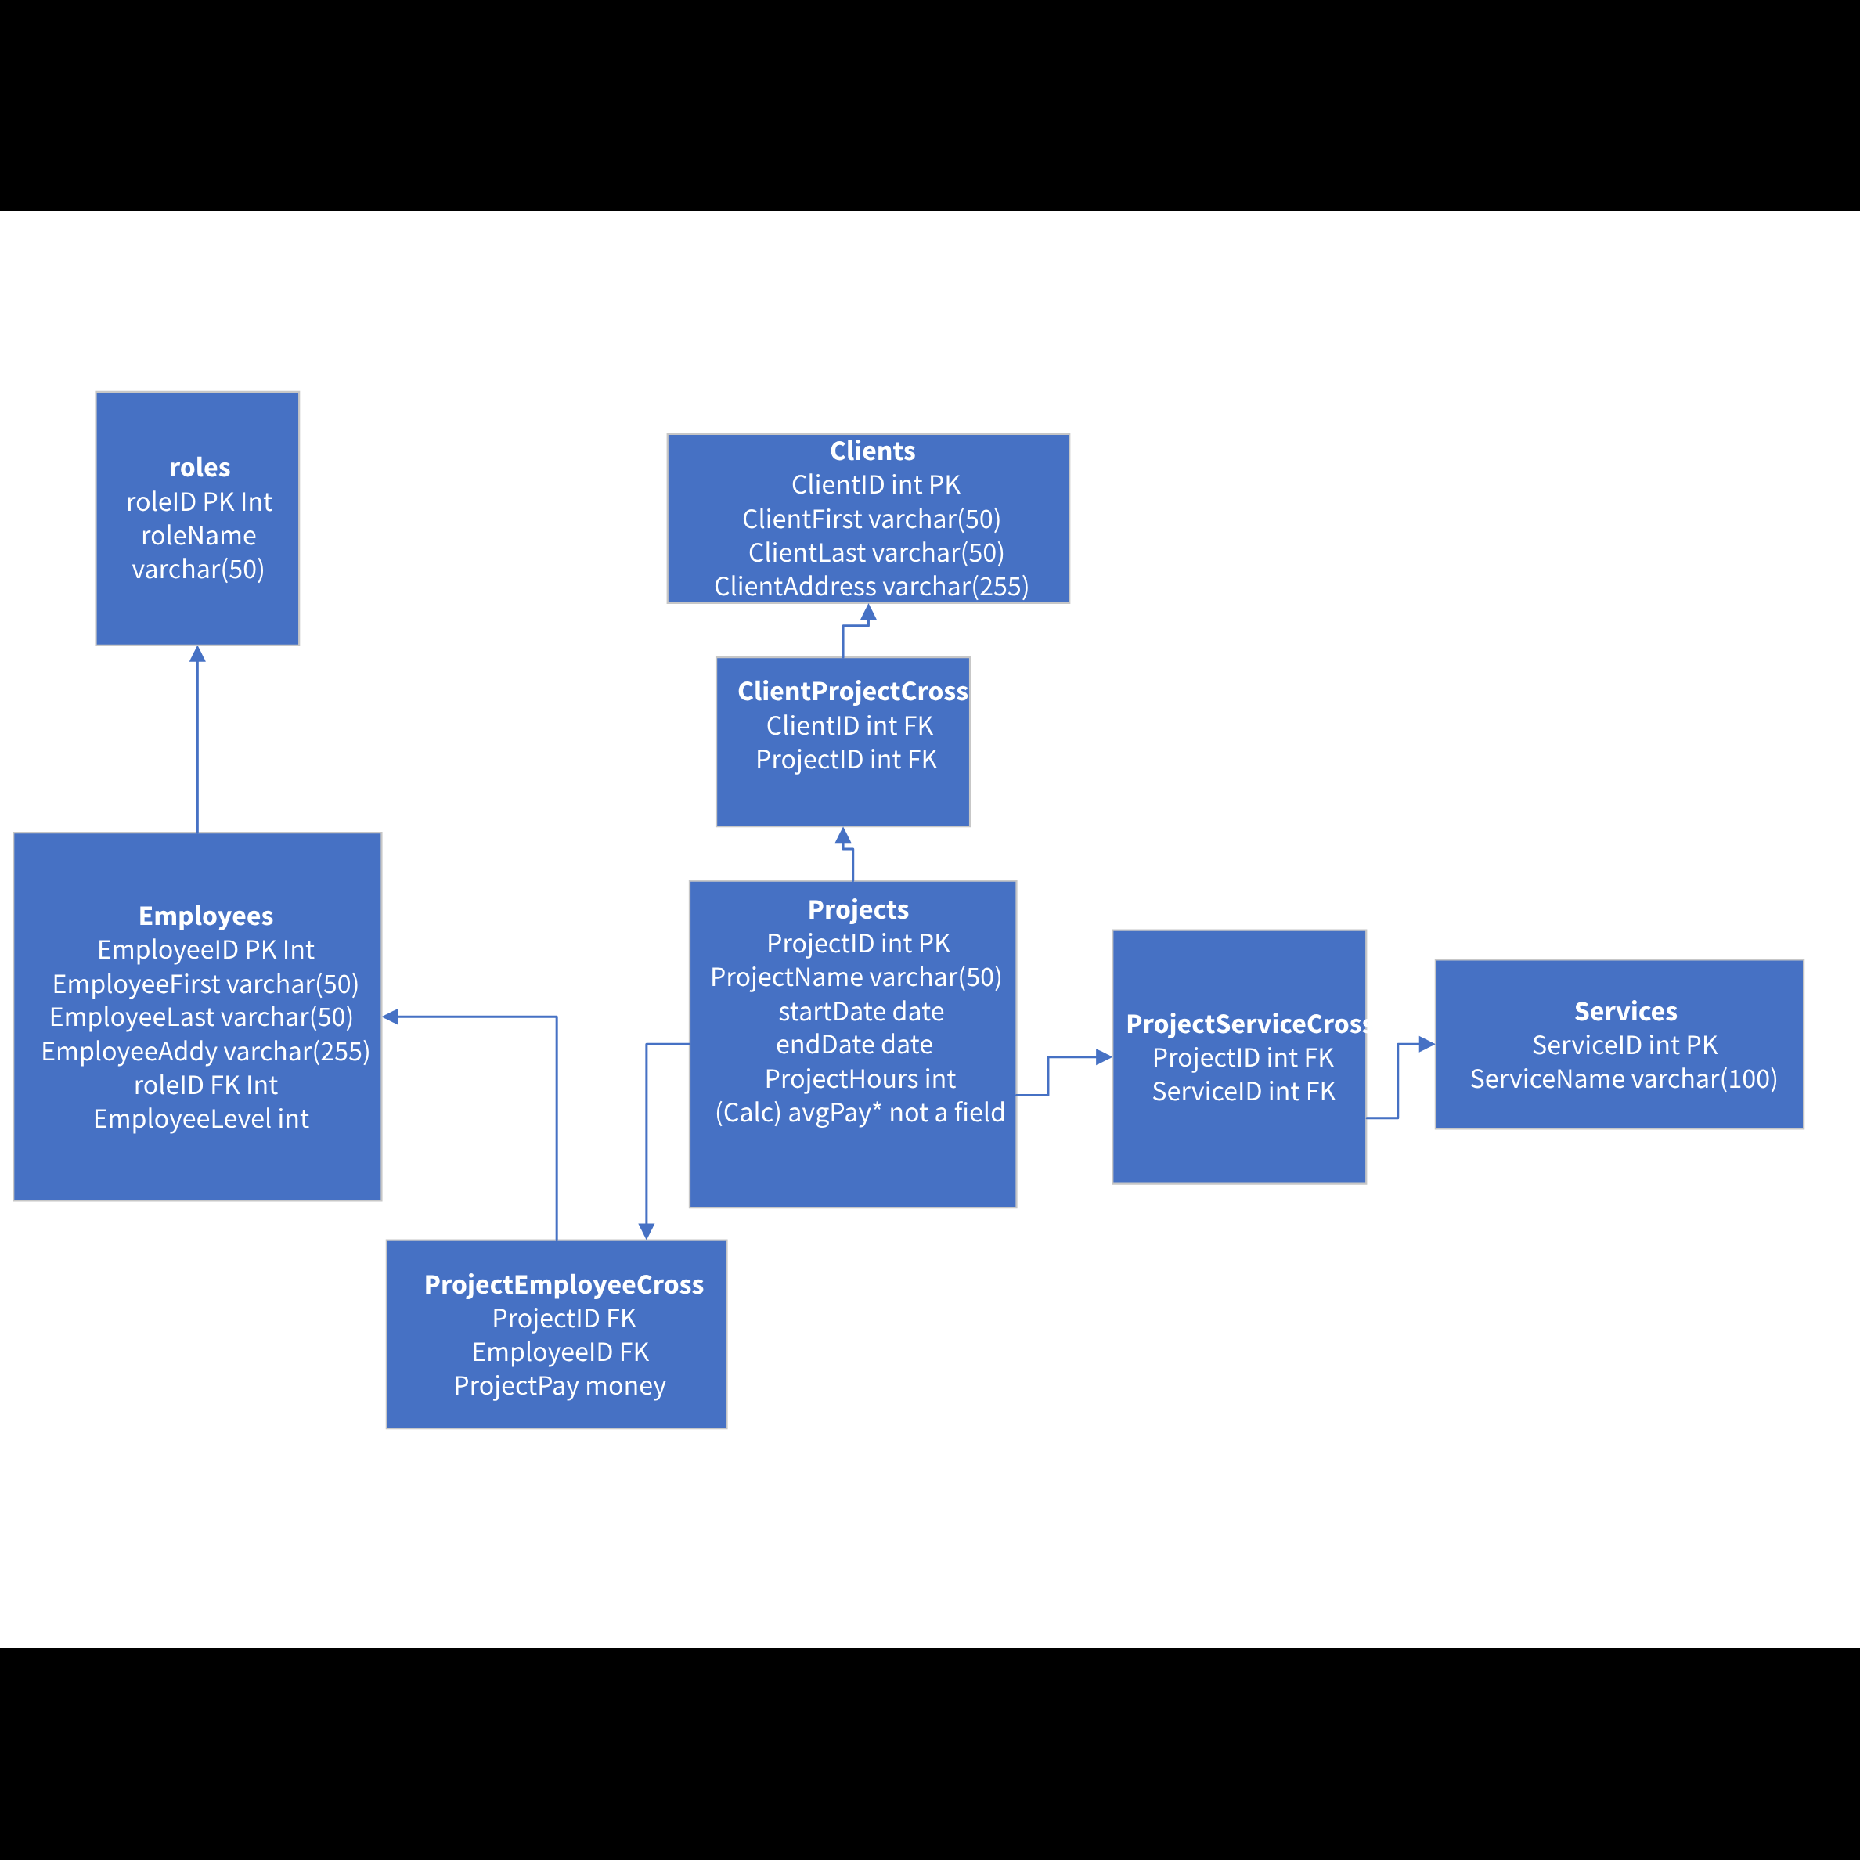 roles
roleID PK Int
roleName
varchar(50)
Clients
ClientID int PK
ClientFirst varchar(50)
ClientLast varchar(50)
ClientAddress varchar(255)
ClientProjectCross
ClientID int FK
ProjectID int FK
Employees
EmployeeID PK Int
EmployeeFirst varchar(50)
EmployeeLast varchar(50)
EmployeeAddy varchar(255)
roleID FK Int
EmployeeLevel int
Projects
ProjectID int PK
ProjectName varchar(50)
startDate date
endDate date
ProjectHours int
(Calc) avgPay* not a field
ProjectServiceCross
ProjectID int FK
ServiceID int FK
Services
ServiceID int PK
ServiceName varchar(100)
ProjectEmployeeCross
ProjectID FK
EmployeeID FK
ProjectPay money